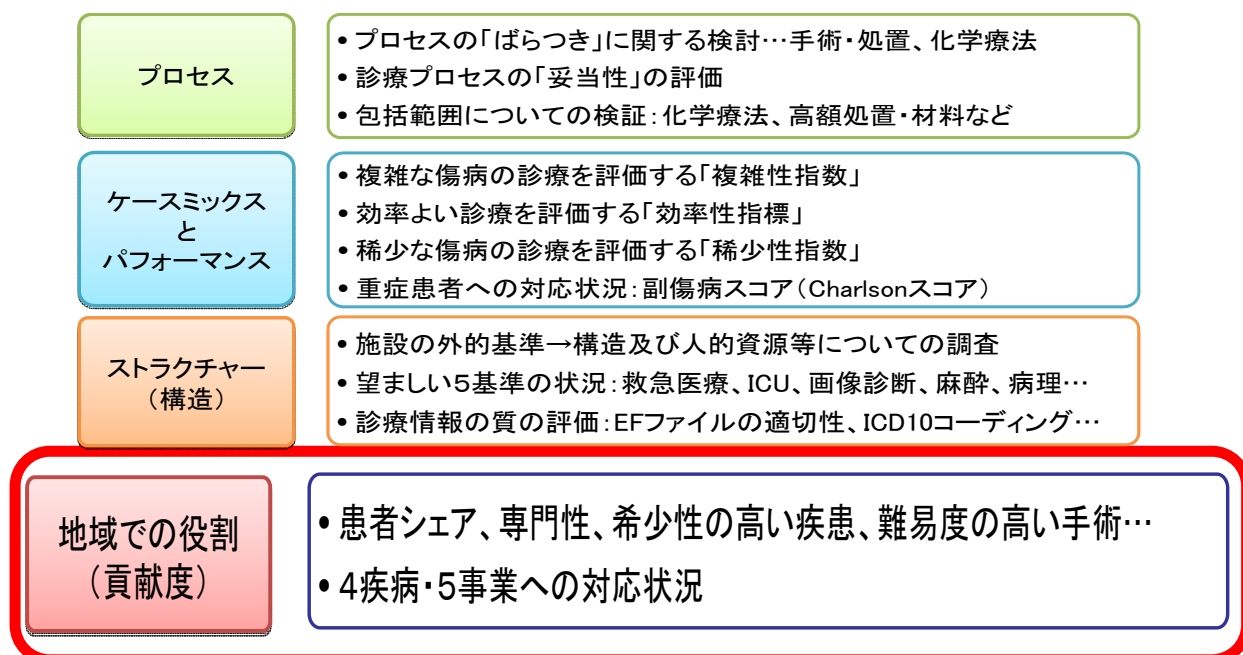 プロセス
•プロセスの「ばらつき」に関する検討…手術・処置、化学療法
•診療プロセスの「妥当性」の評価
•包括範囲についての検証：化学療法、高額処置・材料など
ケースミックス
と
パフォーマンス
•複雑な傷病の診療を評価する「複雑性指数」
•効率よい診療を評価する「効率性指標」
•稀少な傷病の診療を評価する「稀少性指数」
•重症患者への対応状況：副傷病スコア（Charlsonスコア）
ストラクチャー
（構造）
•施設の外的基準→構造及び人的資源等についての調査
•望ましい５基準の状況：救急医療、ICU、画像診断、麻酔、病理…
•診療情報の質の評価：EFファイルの適切性、ICD10コーディング…
地域での役割
（貢献度）
•患者シェア、専門性、希少性の高い疾患、難易度の高い手術…
•４疾病・５事業への対応状況